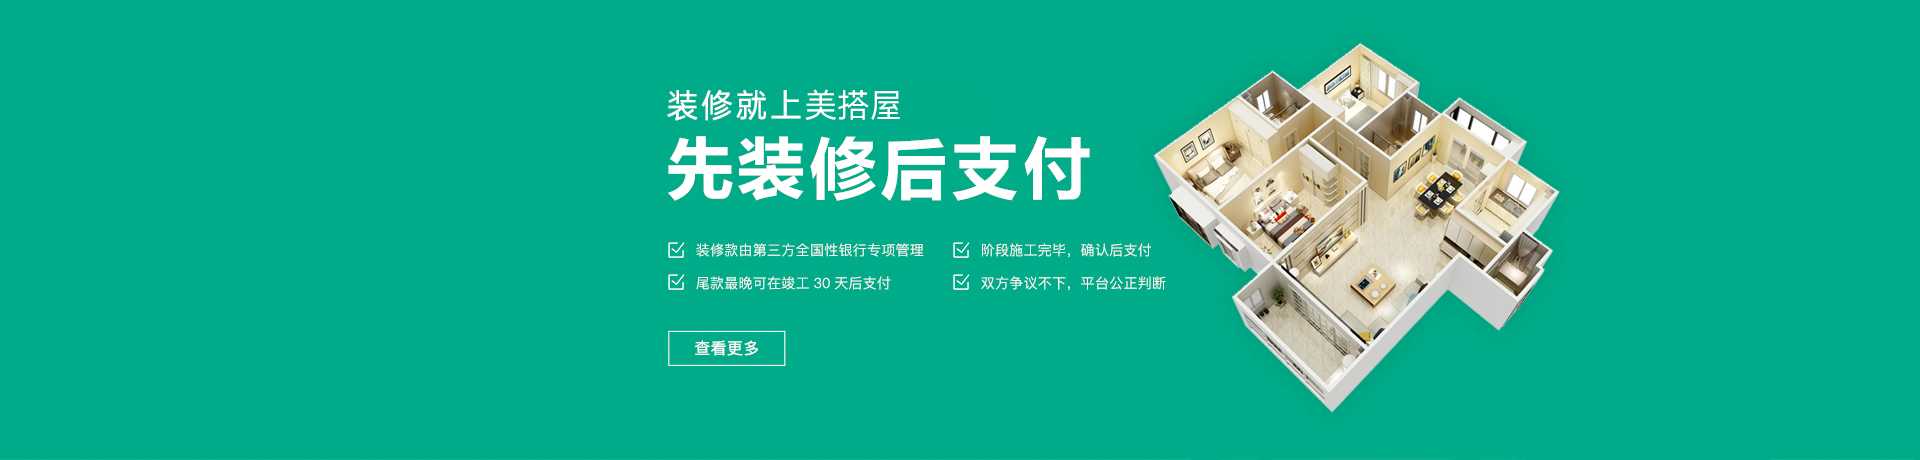 装修就上美搭屋
先装修后支付
装修款由第三方全国性银行专项管理
阶段施工完毕，确认后支付
尾款最晚可在竣工 30 天后支付
双方争议不下，平台公正判断
查看更多